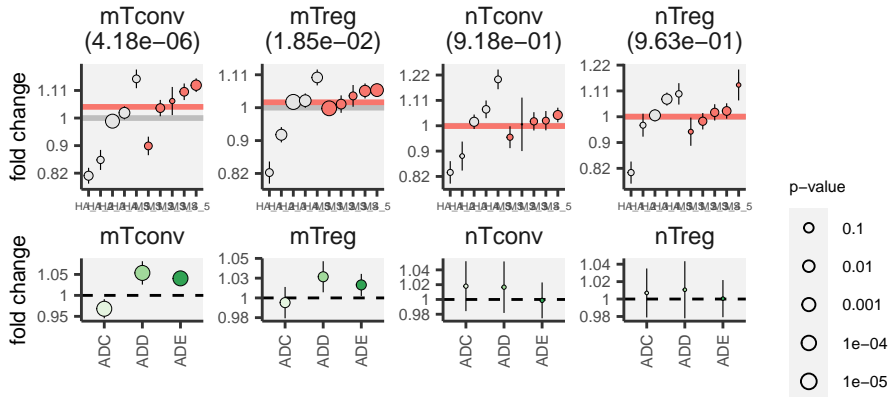 mTconv
(4.18e−06)
mTreg
(1.85e−02)
nTconv
(9.18e−01)
nTreg
(9.63e−01)
fold change
1.11
1
0.9
0.82
1.11
1
0.9
0.82
1.22
1.11
1
0.9
0.82
1.22
1.11
1
0.9
0.82
mTconv
mTreg
nTconv
nTreg
fold change
1.05
1
0.95
1.05
1.03
1
0.98
1.04
1.02
1
0.98
1.04
1.02
1
0.98
ADC
ADD
ADE
ADC
ADD
ADE
ADC
ADD
ADE
ADC
ADD
ADE
p−value
0.1
0.01
0.001
1e−04
1e−05